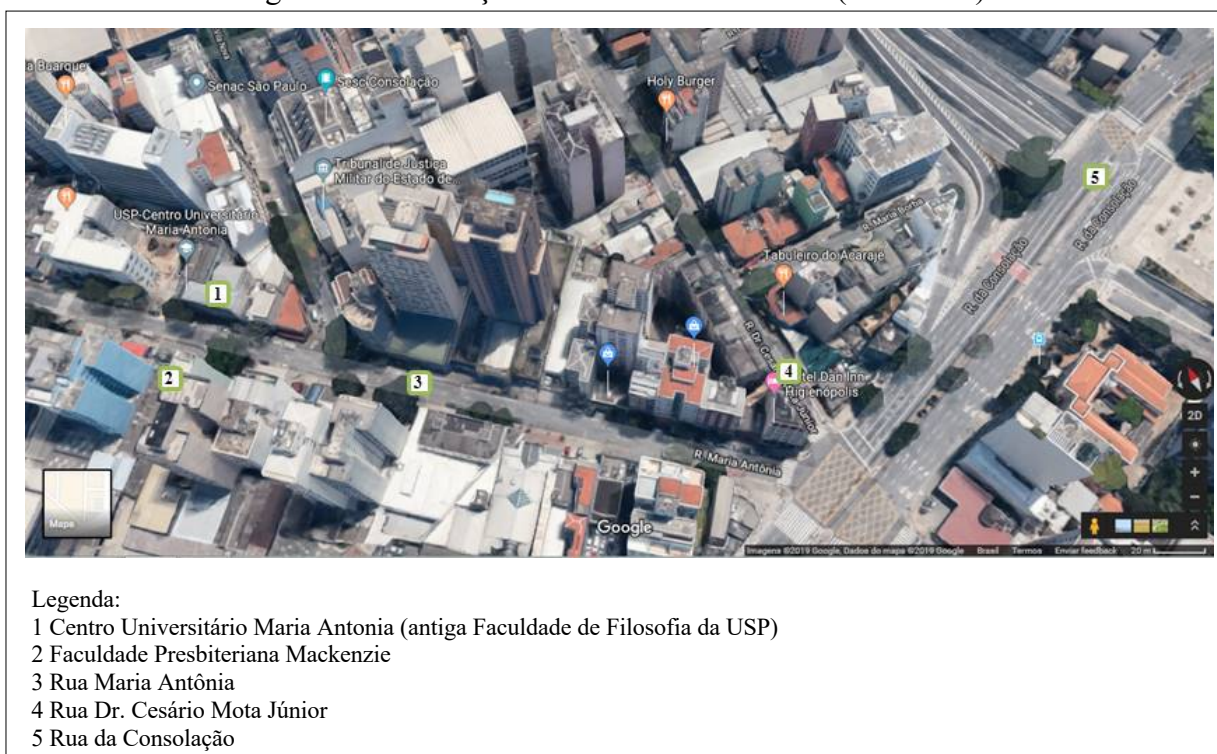 a Buarque
Senac São Paulo
Sesc Consolação
Holy Burger
Tribunal de Justiça
Militar do Estado de...
5
R. da Consolação
USP-Centro Universitário
Maria Antonia
R. Maria Borba
R. da Consolação
Tabuleiro do Acarajé
1
2
3
4
Hotel Dan Inn
Higienópolis
2D
R. Maria Antônia
Mapa
Google
Imagens ©2019 Google, Dados do mapa ©2019 Google Brasil Termos Enviar feedback 20 m
Legenda:
1 Centro Universitário Maria Antonia (antiga Faculdade de Filosofia da USP)
2 Faculdade Presbiteriana Mackenzie
3 Rua Maria Antônia
4 Rua Dr. Cesário Mota Júnior
5 Rua da Consolação